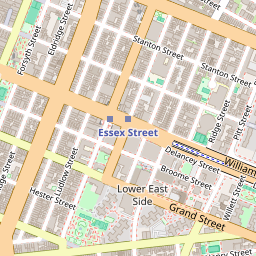 Stanton Street
Eldridge Street
Forsyth Street
Stanton Street
Ridge Street
Pitt Street
Essex Street
Delancey Street
William
Broome Street
Lower East
Side
Ludlow Street
Hester Street
Grand Street
Willett Street